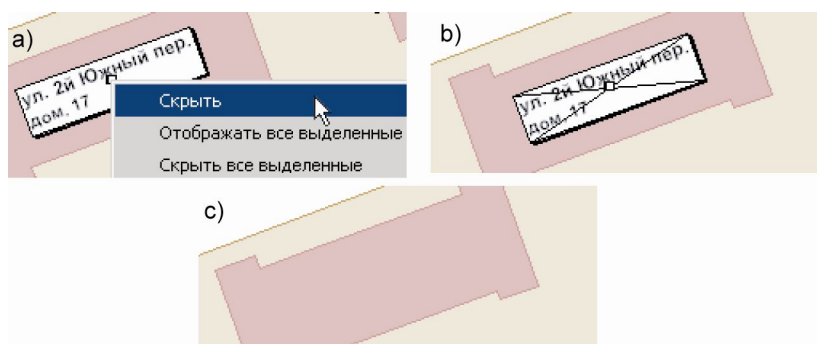 a)
ул. 2й Южный пер.
дом. 17
Скрыть
Отображать все выделенные
Скрыть все выделенные
b)
ул. 2й Южный пер.
дом. 17
c)